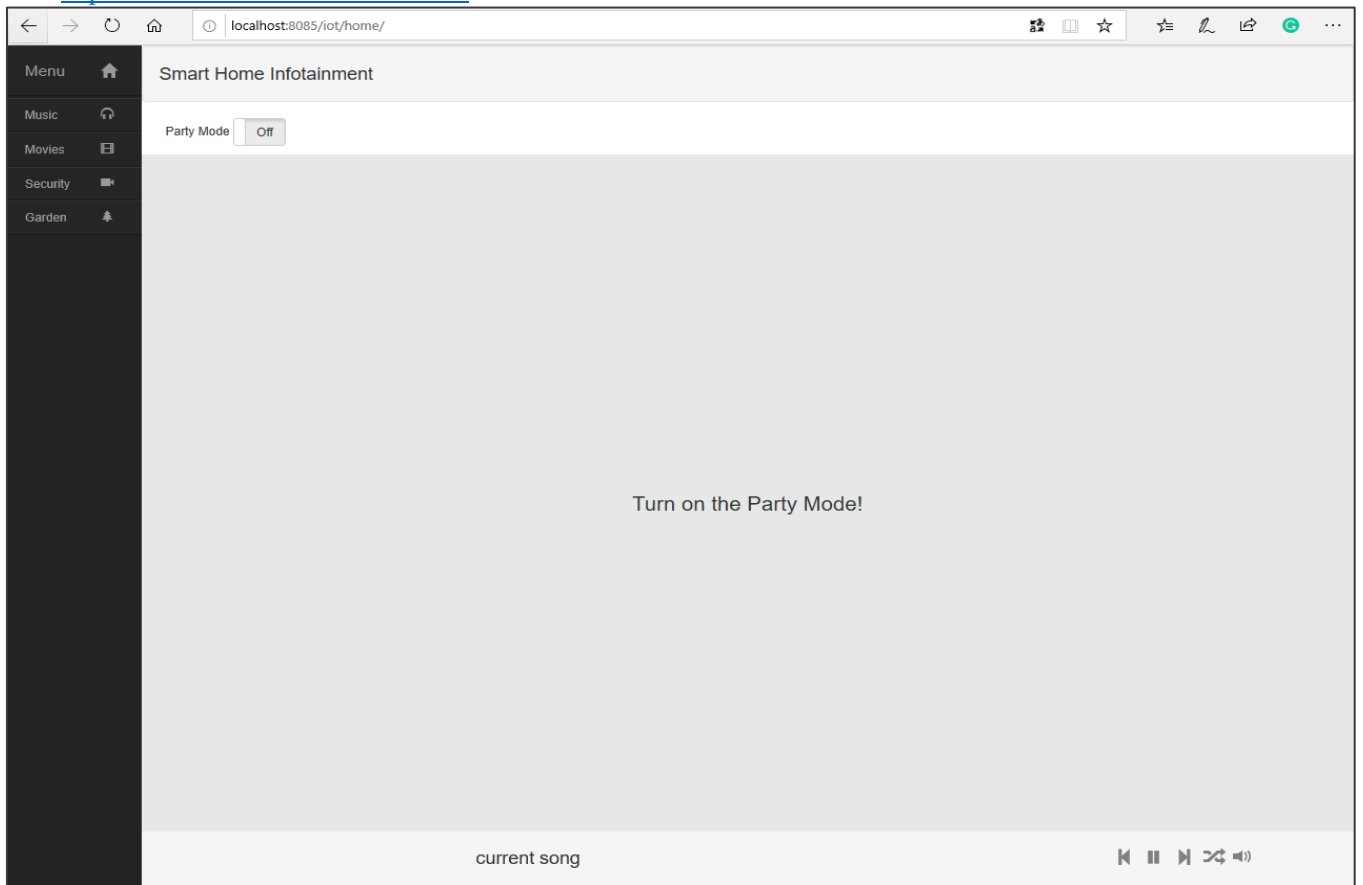 localhost:8085/iot/home/
Menu
Smart Home Infotainment
Music
Party Mode Off
Movies
Security
Garden
Turn on the Party Mode!
current song